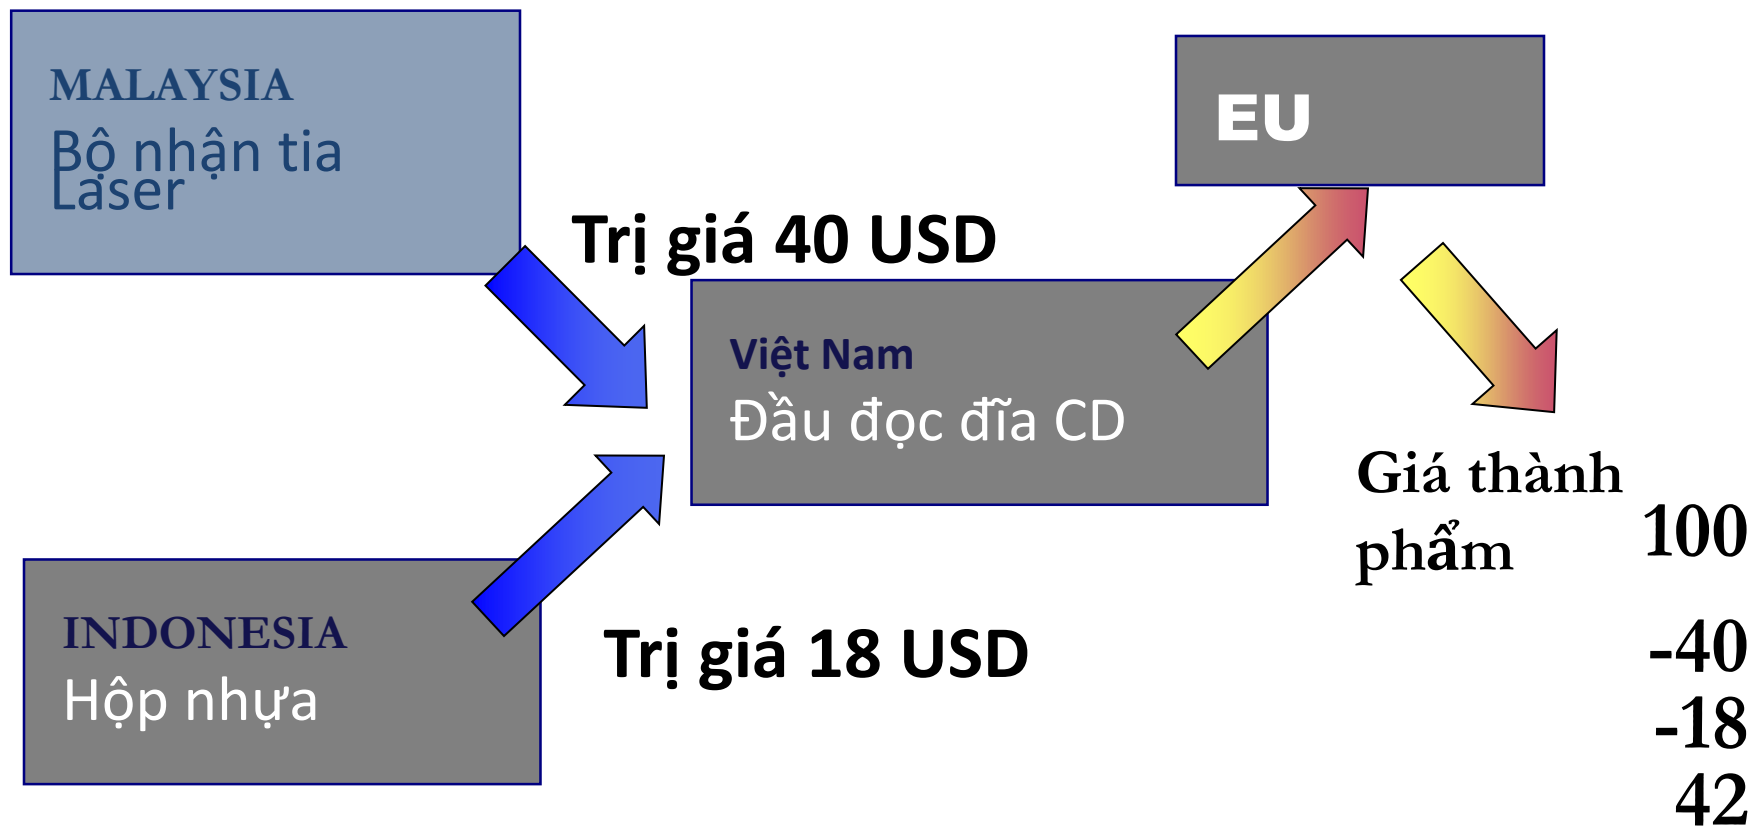 MALAYSIA
Bộ nhận tia
Laser
EU
Trị giá 40 USD
Việt Nam
Đầu đọc đĩa CD
Giá thành
phẩm
100
INDONESIA
Hộp nhựa
Trị giá 18 USD
-40
-18
42